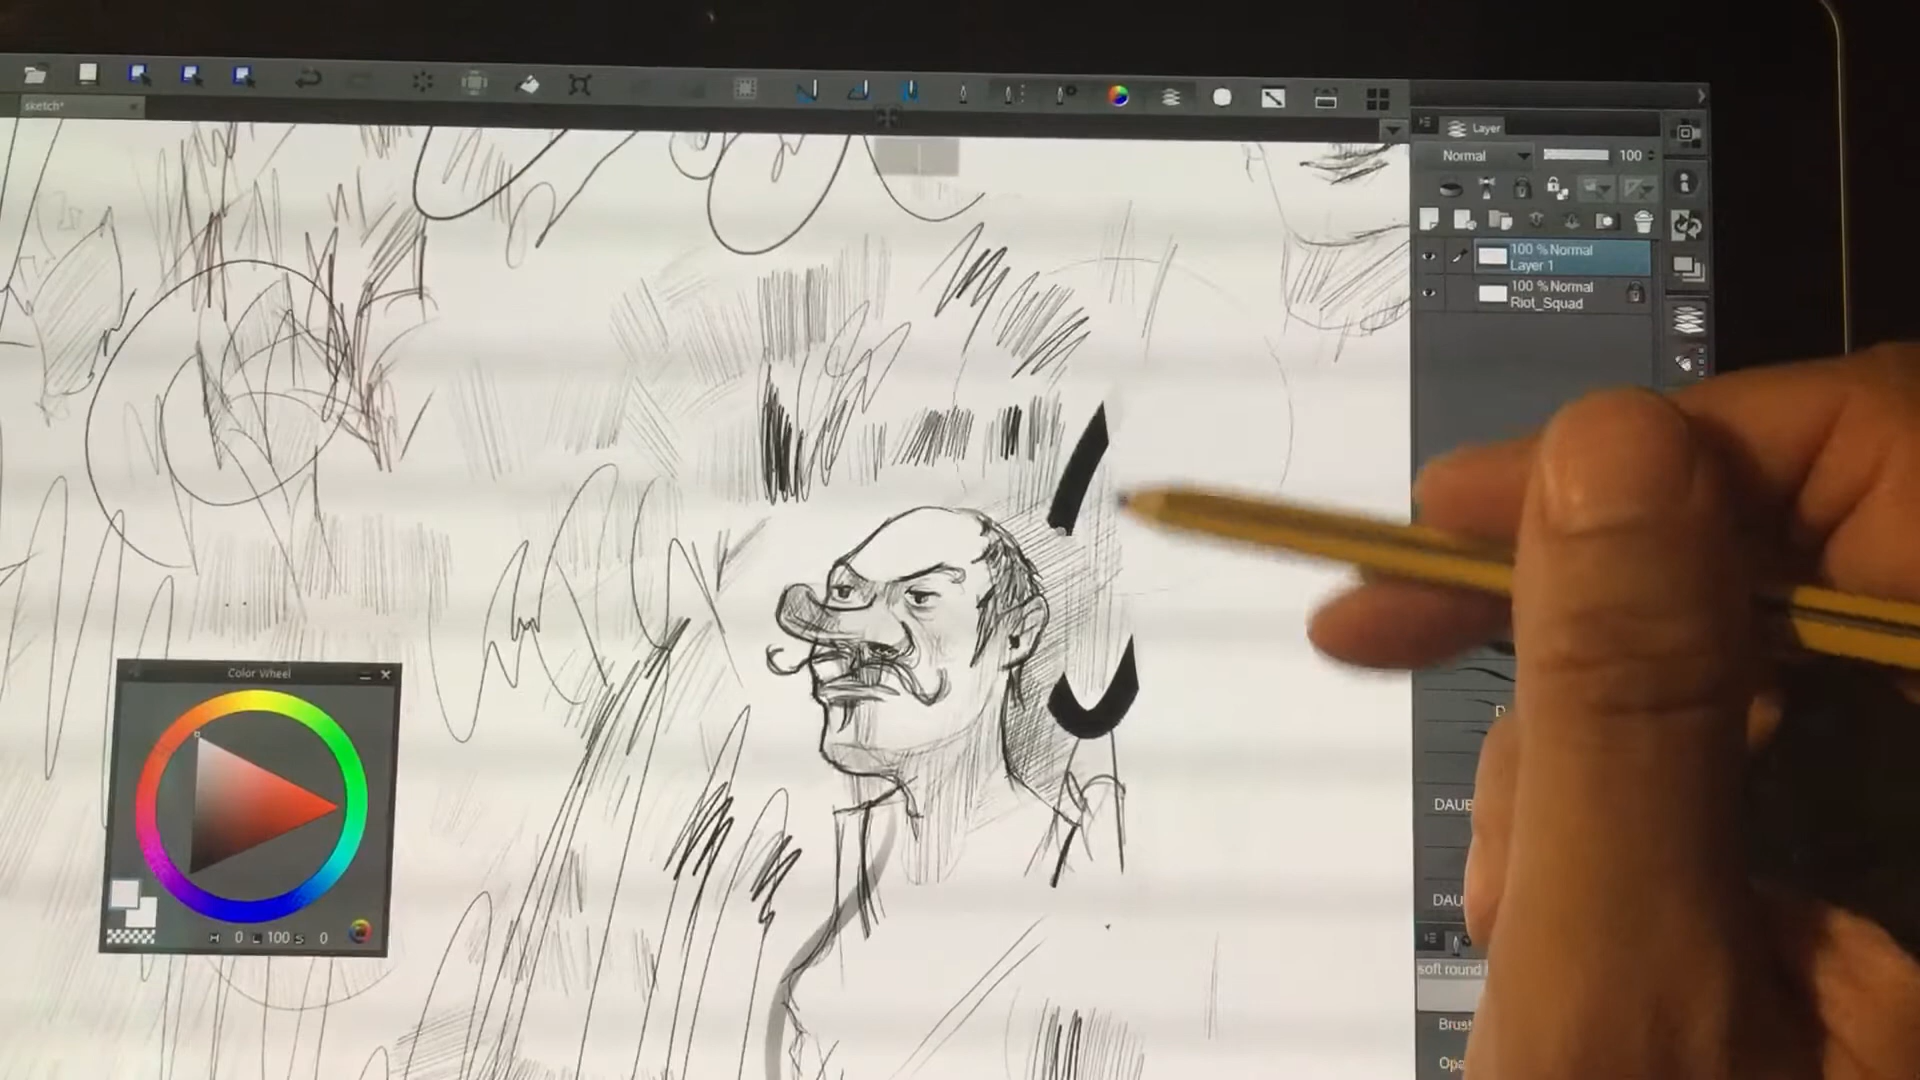 sketch*
Layer
Normal 100
100 % Normal
Layer 1
100 % Normal
Riot_Squad
Color Wheel
H 0 L 100 S 0
DAUB
DAU
soft round
Brush
Opa